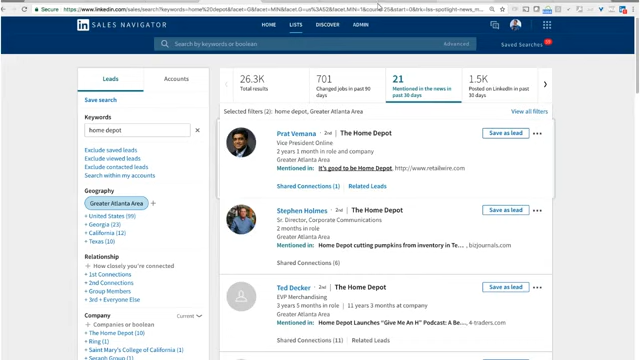 Secure https://www.linkedin.com/sales/search?keywords=home%20depot&facet=G&facet=
in SALES NAVIGATOR HOME LISTS DISCOVER ADMIN
Search by keywords or boolean Advanced Saved Searches
Leads Accounts
Save search
Keywords
home depot
Exclude saved leads
Exclude viewed leads
Exclude contacted leads
Search within my accounts
Geography
Greater Atlanta Area +
+ United States (99)
+ Georgia (23)
+ California (12)
+ Texas (10)
Relationship
+ How closely you're connected
+ 1st Connections
+ 2nd Connections
+ Group Members
+ 3rd + Everyone Else
Company Current
+ Companies or boolean
+ The Home Depot (10)
+ Ring (1)
+ Saint Mary's College of California (1)
+ Seraph Group (1)
26.3K
Total results
701
Changed jobs in past 90
days
21
Mentioned in the news in
past 30 days
1.5K
Posted on LinkedIn in past
30 days
Selected filters (2): home depot, Greater Atlanta Area View all filters
Prat Vemana · 2nd | The Home Depot Save as lead
Vice President Online
2 years 1 month in role and company
Greater Atlanta Area
Mentioned in: It's good to be Home Depot, http://www.retailwire.com
Shared Connections (1) Related Leads
Stephen Holmes · 2nd | The Home Depot Save as lead
Sr. Director, Corporate Communications
2 months in role
Greater Atlanta Area
Mentioned in: Home Depot cutting pumpkins from inventory in Te..., bizjournals.com
Shared Connections (6)
Ted Decker · 2nd | The Home Depot Save as lead
EVP Merchandising
3 years 5 months in role | 11 years 3 months at company
Greater Atlanta Area
Mentioned in: Home Depot Launches "Give Me An H" Podcast: A Be..., 4-traders.com
Shared Connections (11) Related Leads